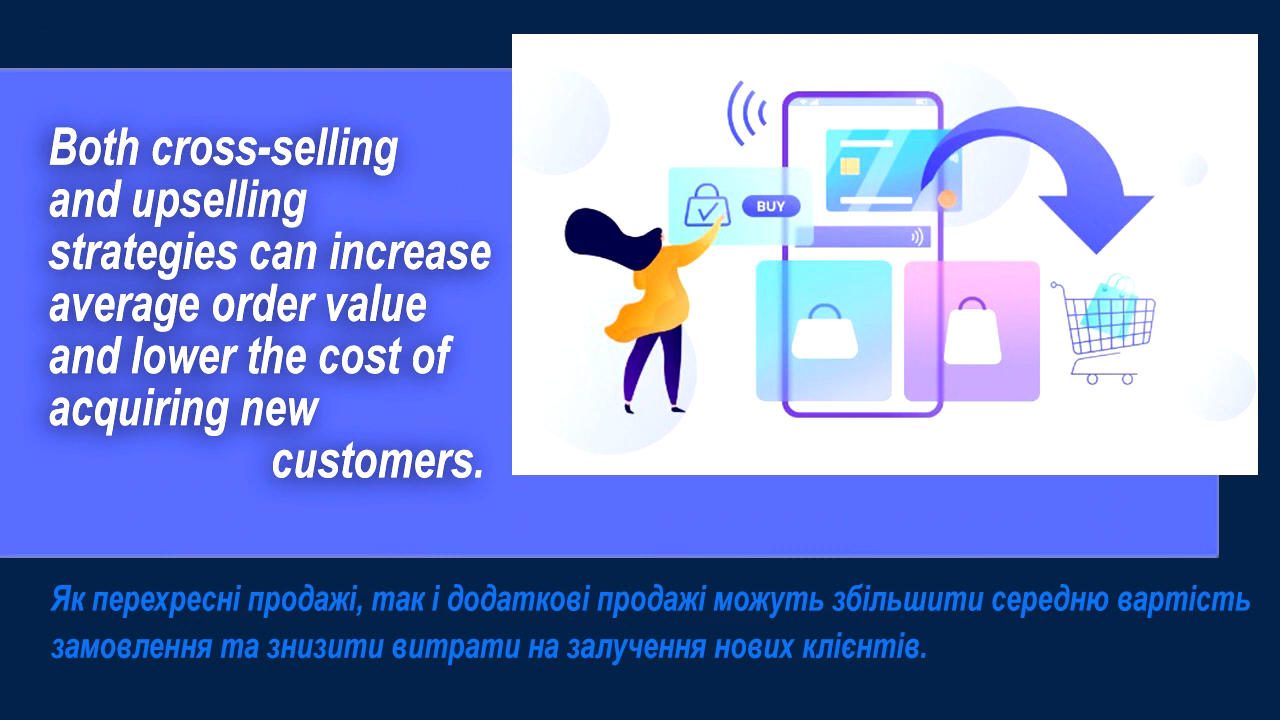 Both cross-selling
and upselling
strategies can increase
average order value
and lower the cost of
acquiring new
customers.
BUY
Як перехресні продажі, так і додаткові продажі можуть збільшити середню вартість
замовлення та знизити витрати на залучення нових клієнтів.